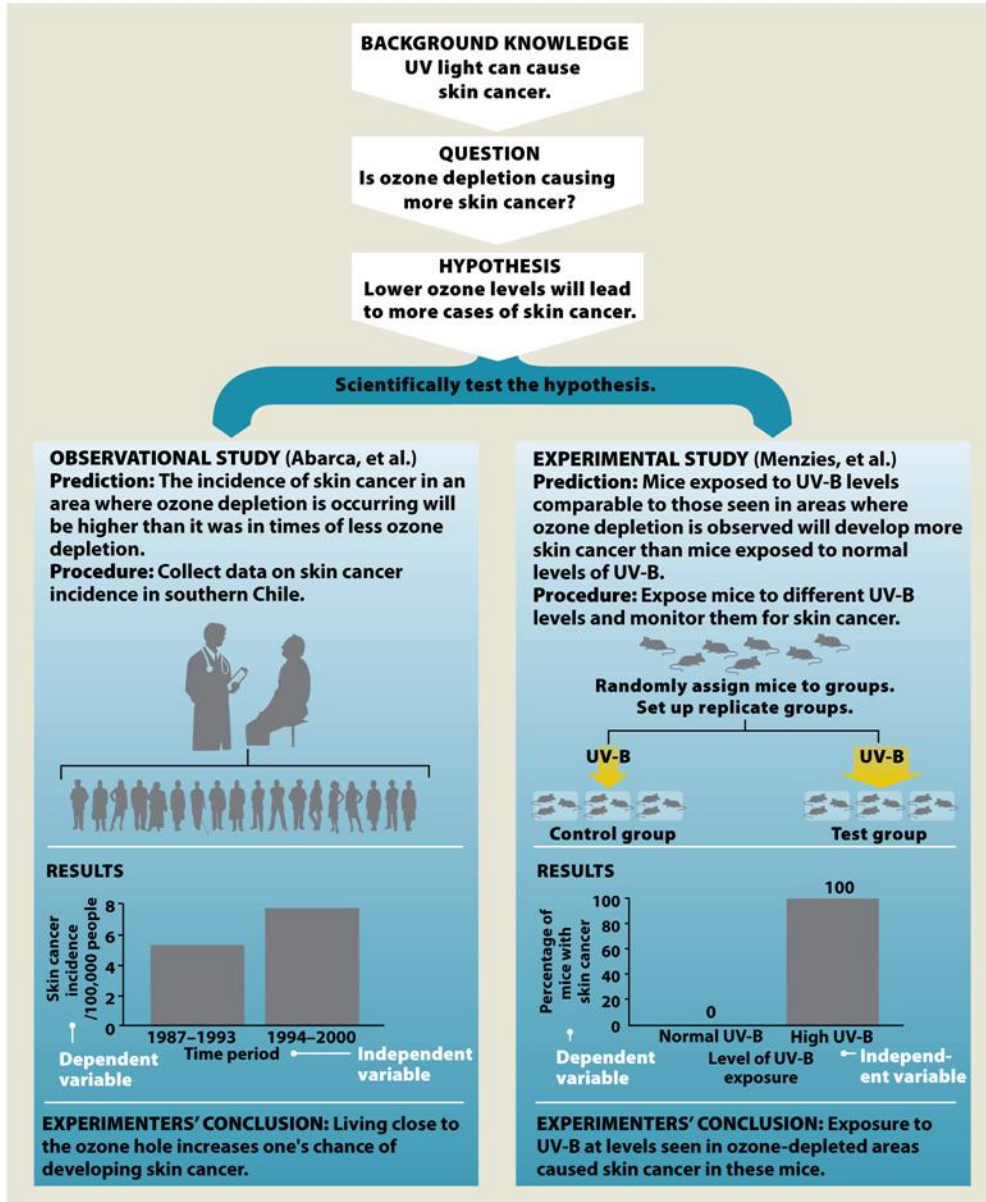 BACKGROUND KNOWLEDGE
UV light can cause
skin cancer.
QUESTION
Is ozone depletion causing
more skin cancer?
HYPOTHESIS
Lower ozone levels will lead
to more cases of skin cancer.
Scientifically test the hypothesis.
OBSERVATIONAL STUDY (Abarca, et al.)
Prediction: The incidence of skin cancer in an
area where ozone depletion is occurring will
be higher than it was in times of less ozone
depletion.
Procedure: Collect data on skin cancer
incidence in southern Chile.
RESULTS
Skin cancer
incidence
/100,000 people
8
6
4
2
0
1987–1993
1994–2000
Time period
Dependent
variable
Independent
variable
EXPERIMENTERS' CONCLUSION: Living close to
the ozone hole increases one's chance of
developing skin cancer.
EXPERIMENTAL STUDY (Menzies, et al.)
Prediction: Mice exposed to UV-B levels
comparable to those seen in areas where
ozone depletion is observed will develop more
skin cancer than mice exposed to normal
levels of UV-B.
Procedure: Expose mice to different UV-B
levels and monitor them for skin cancer.
Randomly assign mice to groups.
Set up replicate groups.
UV-B
UV-B
Control group
Test group
RESULTS
Percentage of
mice with
skin cancer
100
80
60
40
20
0
0
100
Normal UV-B
High UV-B
Level of UV-B
exposure
Dependent
variable
Independ-
ent variable
EXPERIMENTERS' CONCLUSION: Exposure to
UV-B at levels seen in ozone-depleted areas
caused skin cancer in these mice.